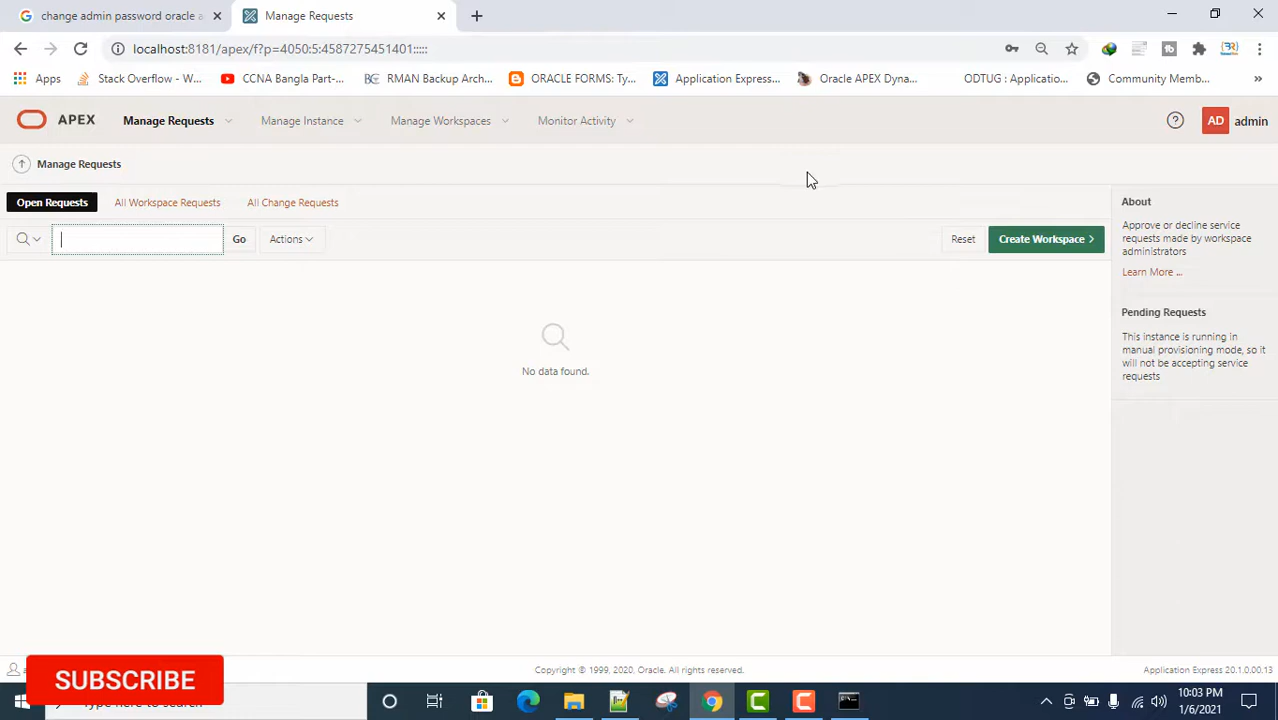 change admin password oracle a
Manage Requests
localhost:8181/apex/f?p=4050:5:4587275451401:::::
Apps
Stack Overflow - W...
CCNA Bangla Part-...
RMAN Backup Arch...
ORACLE FORMS: Ty...
Application Express...
Oracle APEX Dyna...
ODTUG : Applicatio...
Community Memb...
»
APEX
Manage Requests
Manage Instance
Manage Workspaces
Monitor Activity
AD
admin
Manage Requests
Open Requests
All Workspace Requests
All Change Requests
Go
Actions
Reset
Create Workspace
About
Approve or decline service
requests made by workspace
administrators
Learn More ...
Pending Requests
This instance is running in
manual provisioning mode, so it
will not be accepting service
requests
No data found.
Copyright © 1999, 2020, Oracle. All rights reserved.
Application Express 20.1.0.00.13
SUBSCRIBE
Type here to search
10:03 PM
1/6/2021